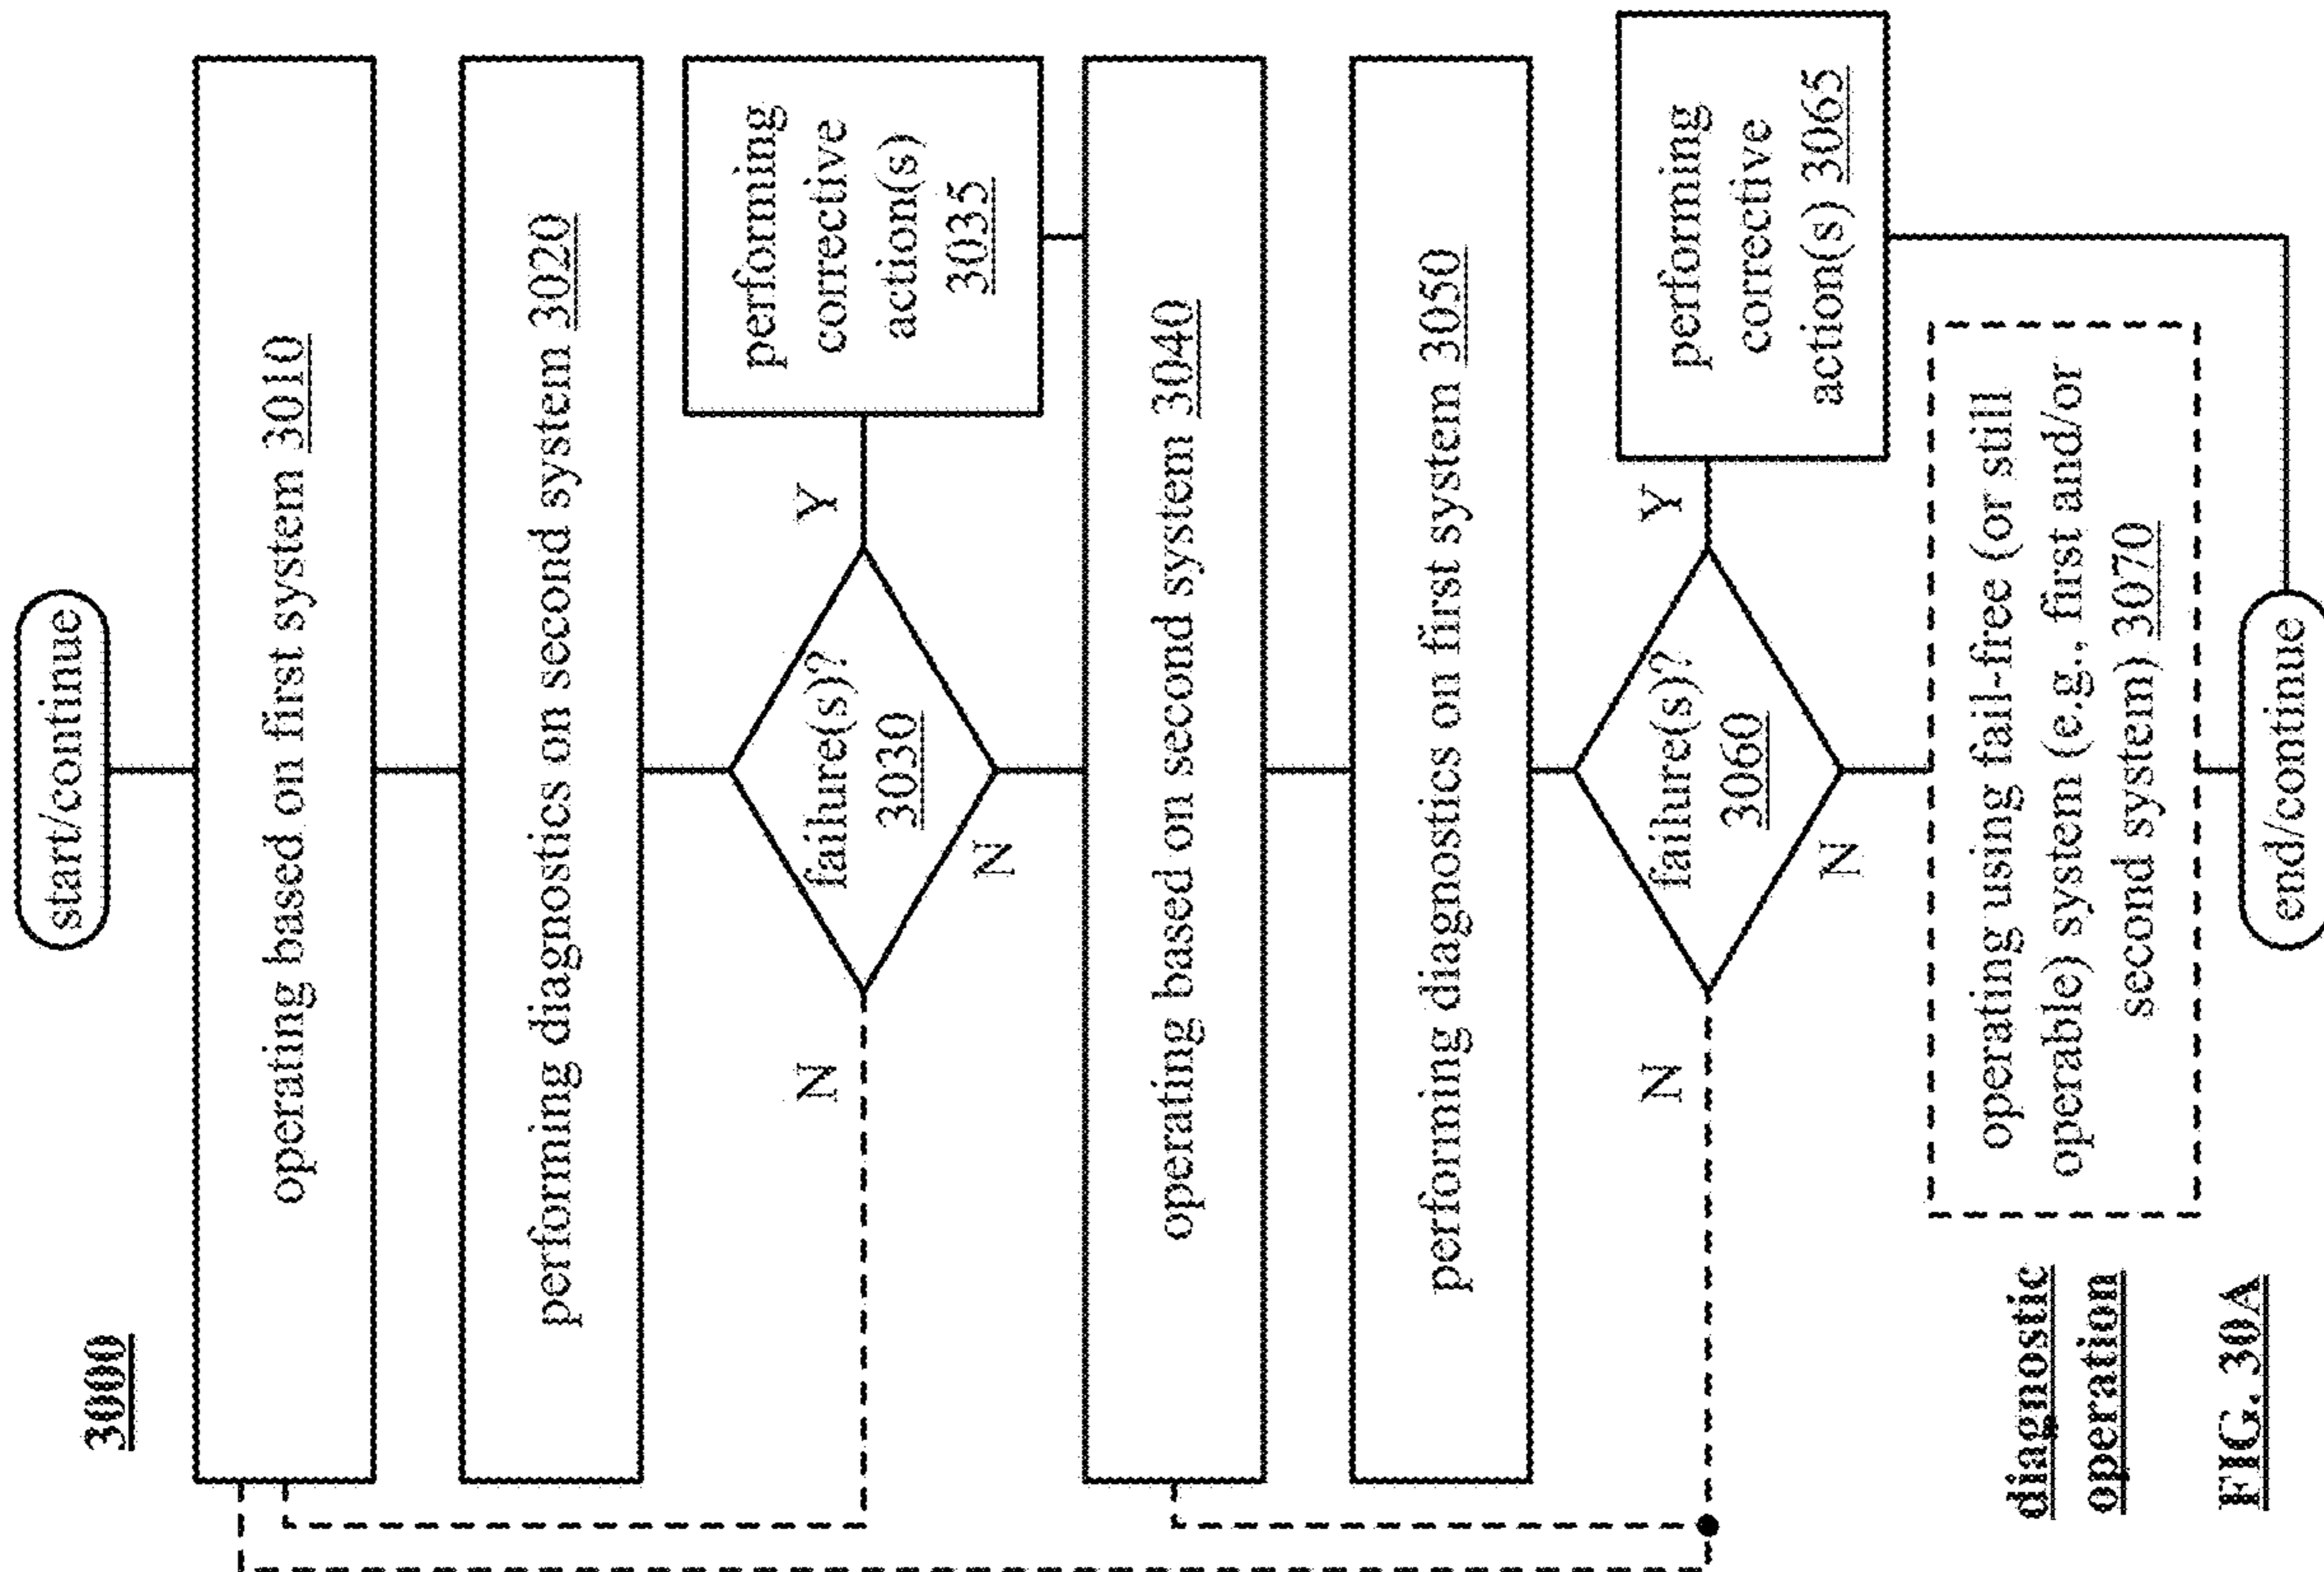 3000
start/continue
operating based on first system 3010
performing diagnostics on second system 3020
failure(s)?
3030
Y
N
N
performing
corrective
action(s)
3035
operating based on second system 3040
performing diagnostics on first system 3050
failure(s)?
3060
Y
N
N
performing
corrective
action(s) 3065
operating using fail-free (or still
operable) system (e.g., first and/or
second system) 3070
end/continue
diagnostic
operation
FIG. 30A